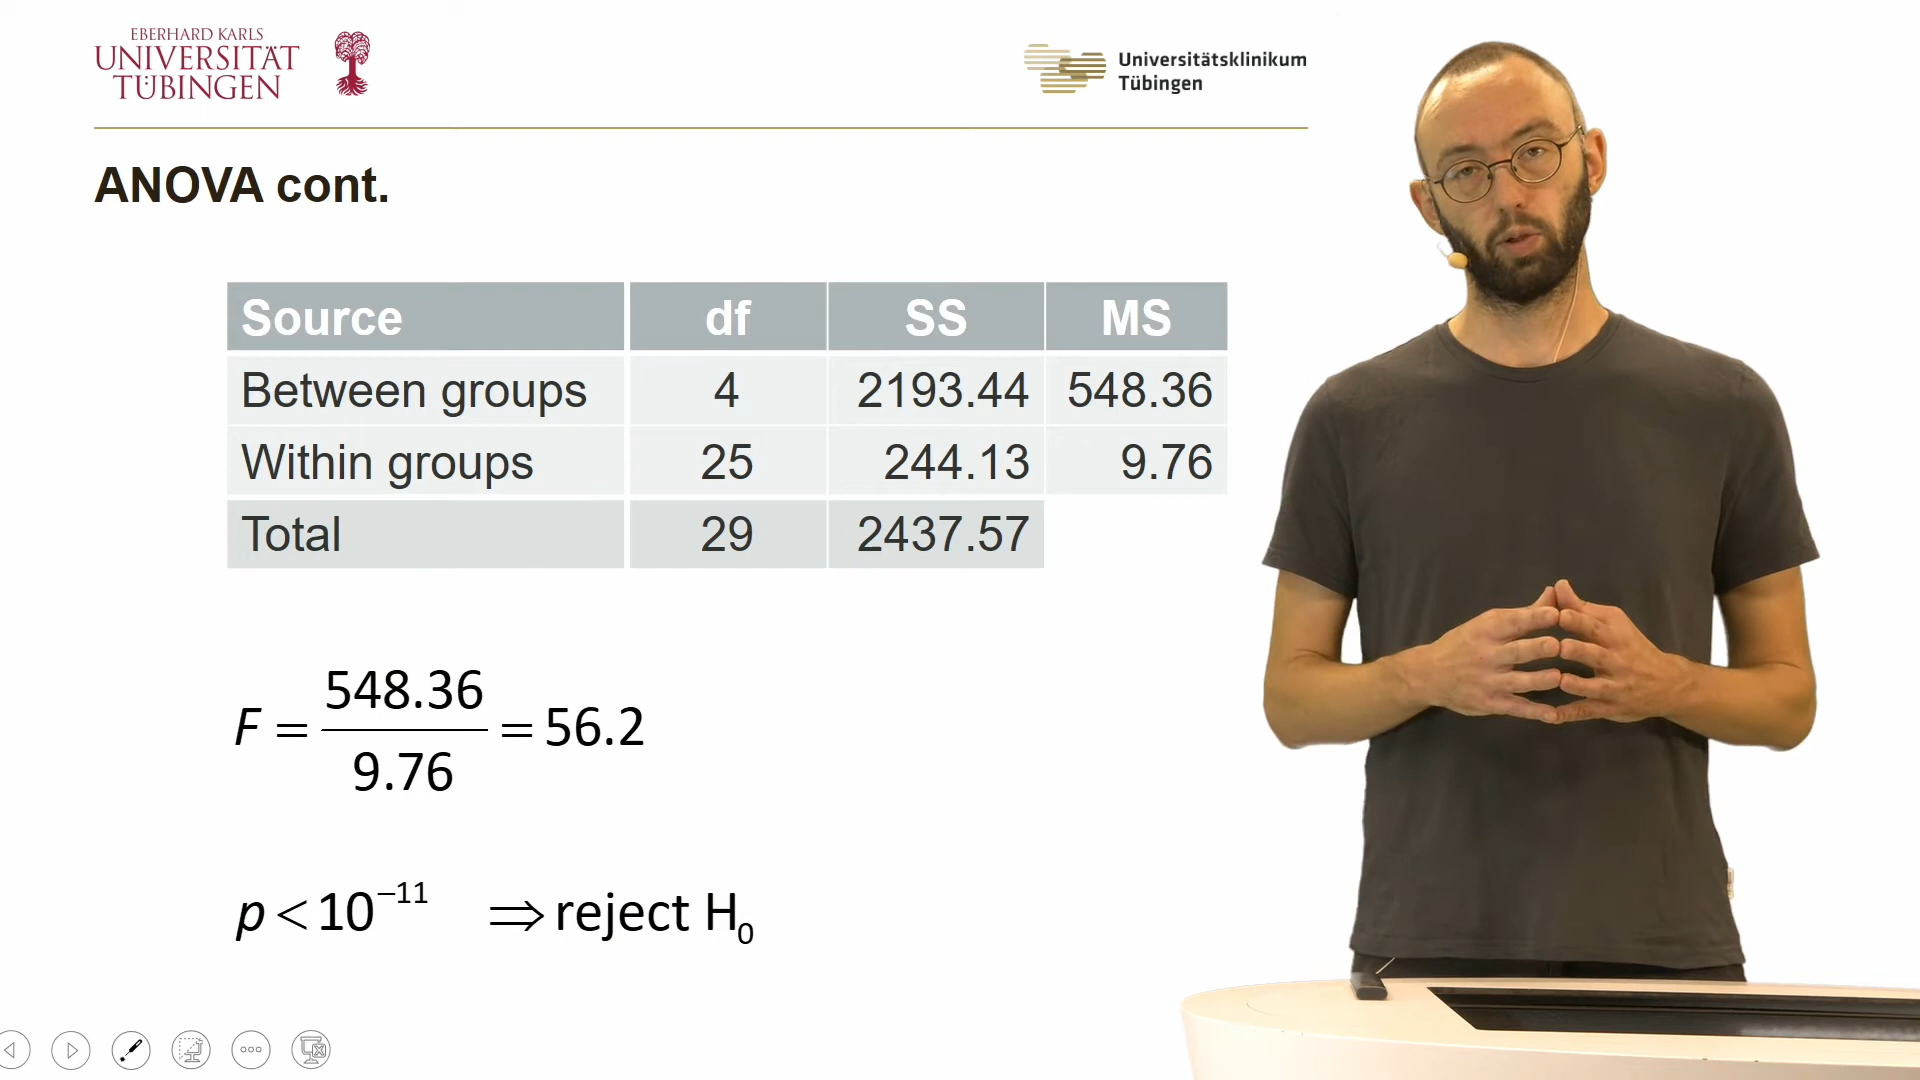 EBERHARD KARLS
UNIVERSITÄT
TÜBINGEN
Universitätsklinikum
Tübingen
ANOVA cont.
Source df SS MS
Between groups 4 2193.44 548.36
Within groups 25 244.13 9.76
Total 29 2437.57
F = 548.36 / 9.76 = 56.2
p < 10⁻¹¹ ⇒ reject H₀